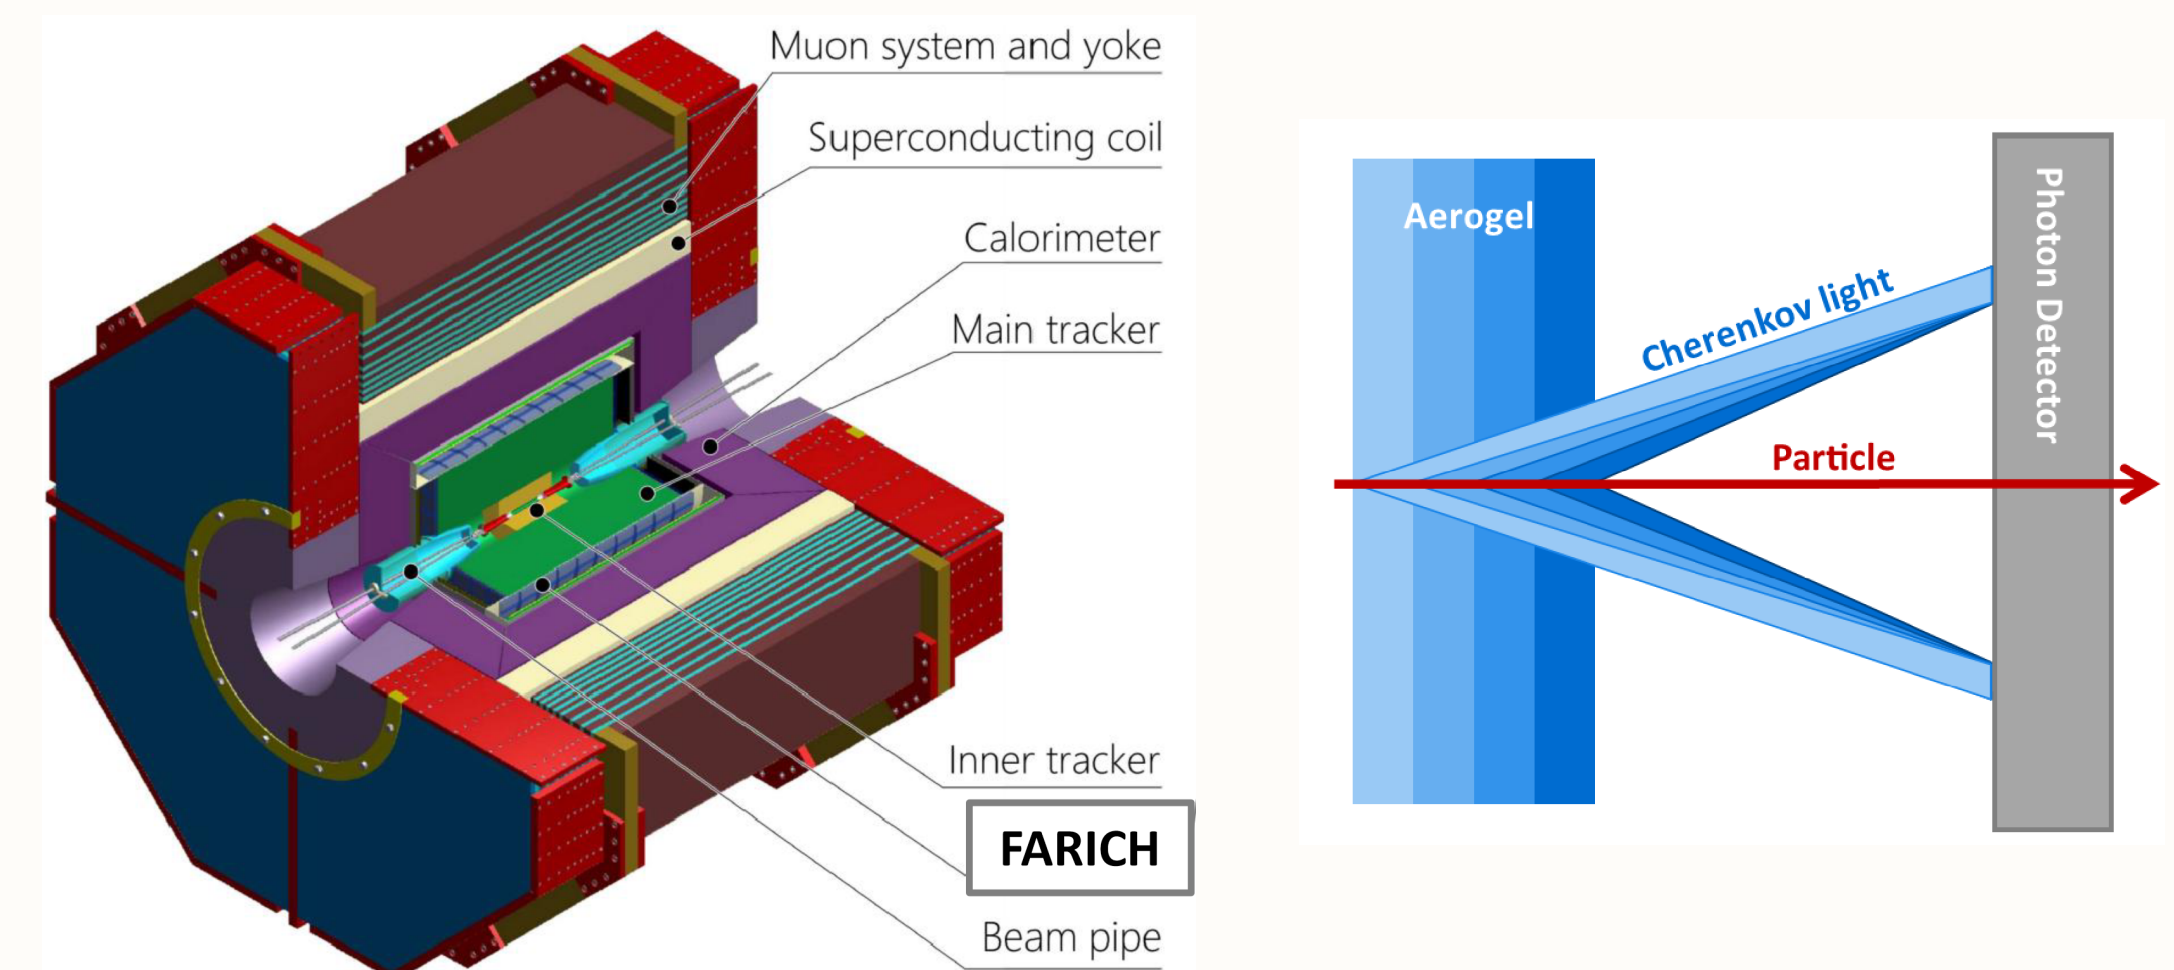 Muon system and yoke
Superconducting coil
Calorimeter
Main tracker
Inner tracker
FARICH
Beam pipe
Aerogel
Cherenkov light
Particle
Photon Detector